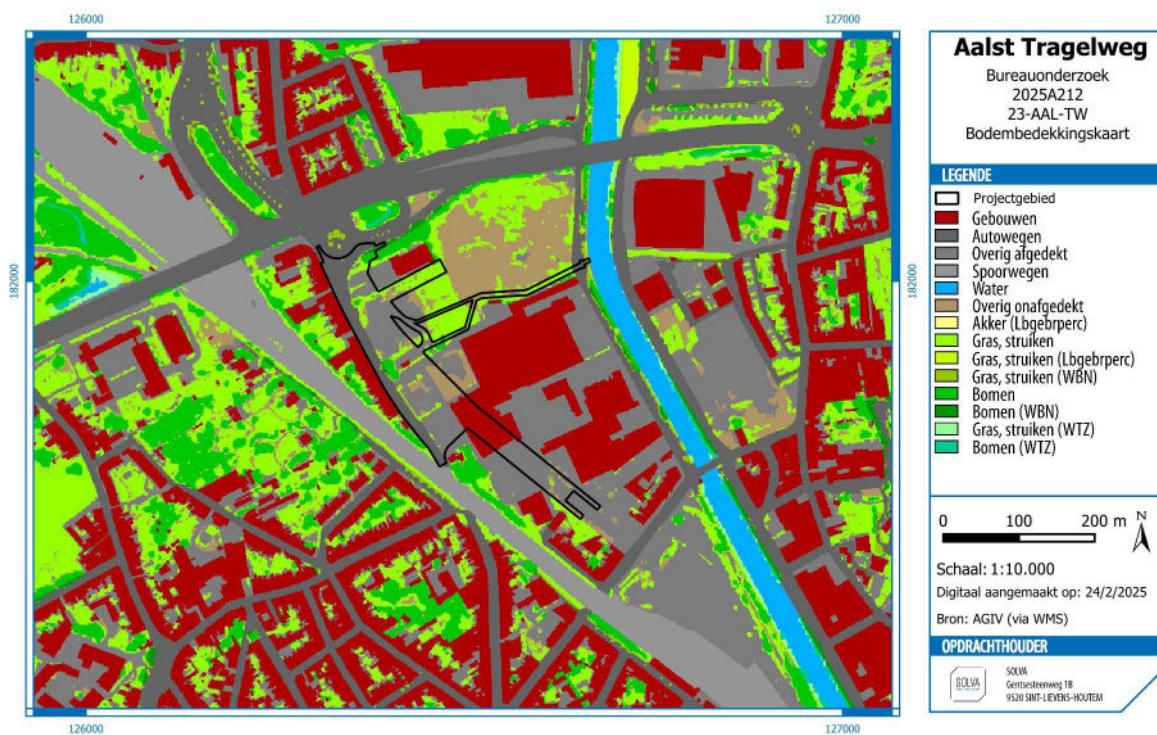 126000
127000
182000
182000
126000
127000
Aalst Tragelweg
Bureauonderzoek
2025A212
23-AAL-TW
Bodembedekkingskaart
LEGENDE
Projectgebied
Gebouwen
Autowegen
Overig afgedekt
Spoorwegen
Water
Overig onafgedekt
Akker (Lbgebrperc)
Gras, struiken
Gras, struiken (Lbgebrperc)
Gras, struiken (WBN)
Bomen
Bomen (WBN)
Gras, struiken (WTZ)
Bomen (WTZ)
0 100 200 m N
Schaal: 1:10.000
Digitaal aangemaakt op: 24/2/2025
Bron: AGIV (via WMS)
OPDRACHTHOUDER
SOLVA
SOLVA
Gentsesteenweg 1B
9520 SINT-LIEVENS-HOUTEM